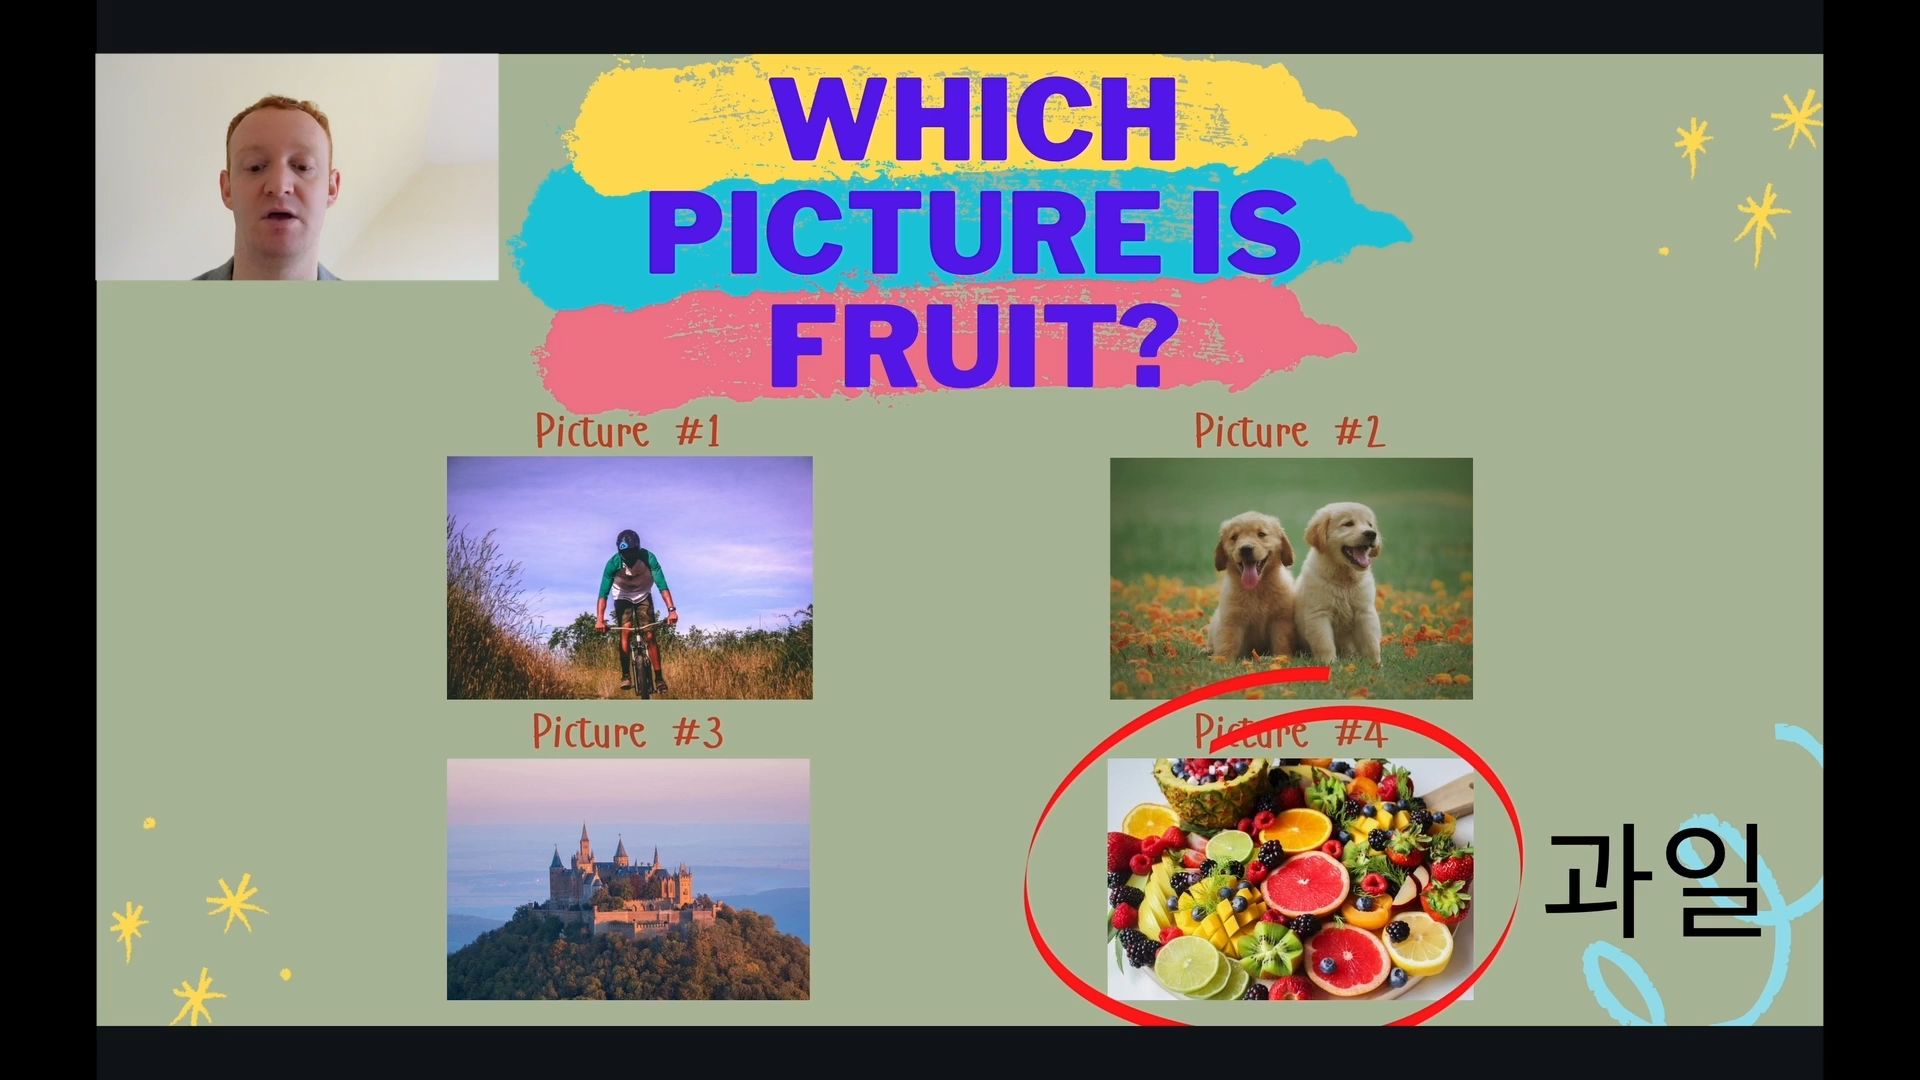 WHICH
PICTURE IS
FRUIT?
Picture #1
Picture #2
Picture #3
Picture #4
과일